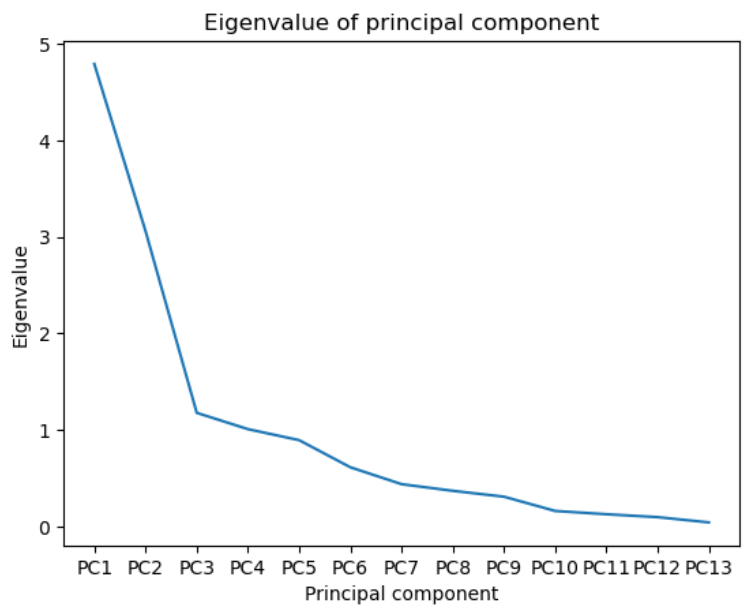 Eigenvalue of principal component
5
4
3
2
1
0
Eigenvalue
PC1 PC2 PC3 PC4 PC5 PC6 PC7 PC8 PC9 PC10 PC11 PC12 PC13
Principal component